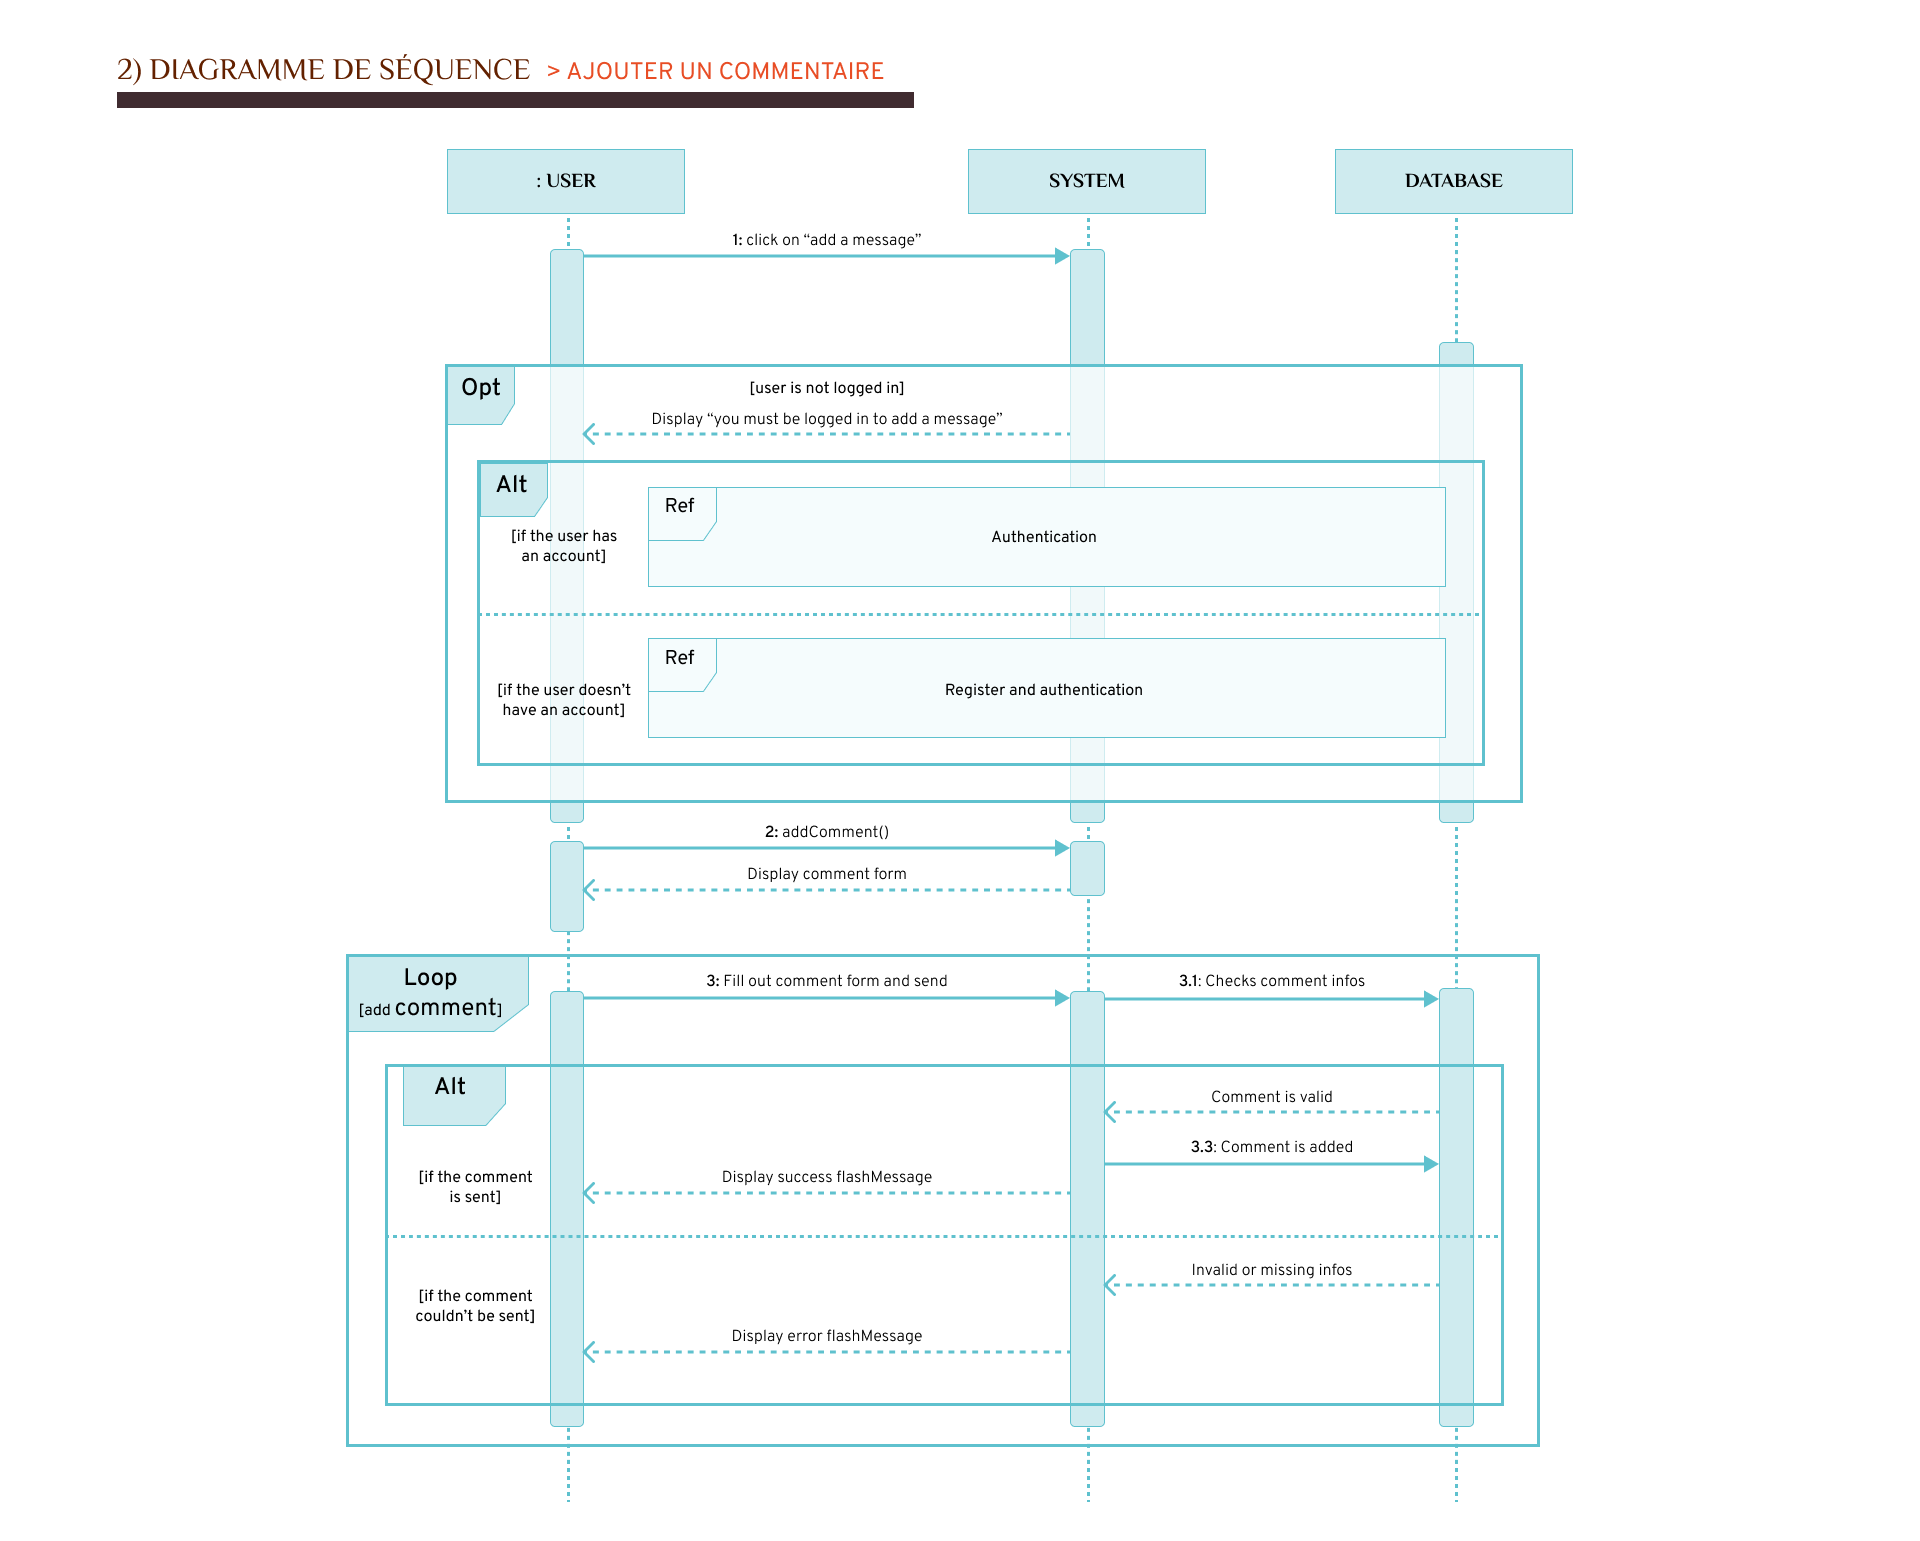 2) DIAGRAMME DE SÉQUENCE > AJOUTER UN COMMENTAIRE
: USER
SYSTEM
DATABASE
1: click on “add a message”
Opt
[user is not logged in]
Display “you must be logged in to add a message”
Alt
Ref
[if the user has
an account]
Authentication
Ref
[if the user doesn’t
have an account]
Register and authentication
2: addComment()
Display comment form
Loop
[add comment]
3: Fill out comment form and send
3.1: Checks comment infos
Alt
Comment is valid
3.3: Comment is added
[if the comment
is sent]
Display success flashMessage
Invalid or missing infos
[if the comment
couldn’t be sent]
Display error flashMessage